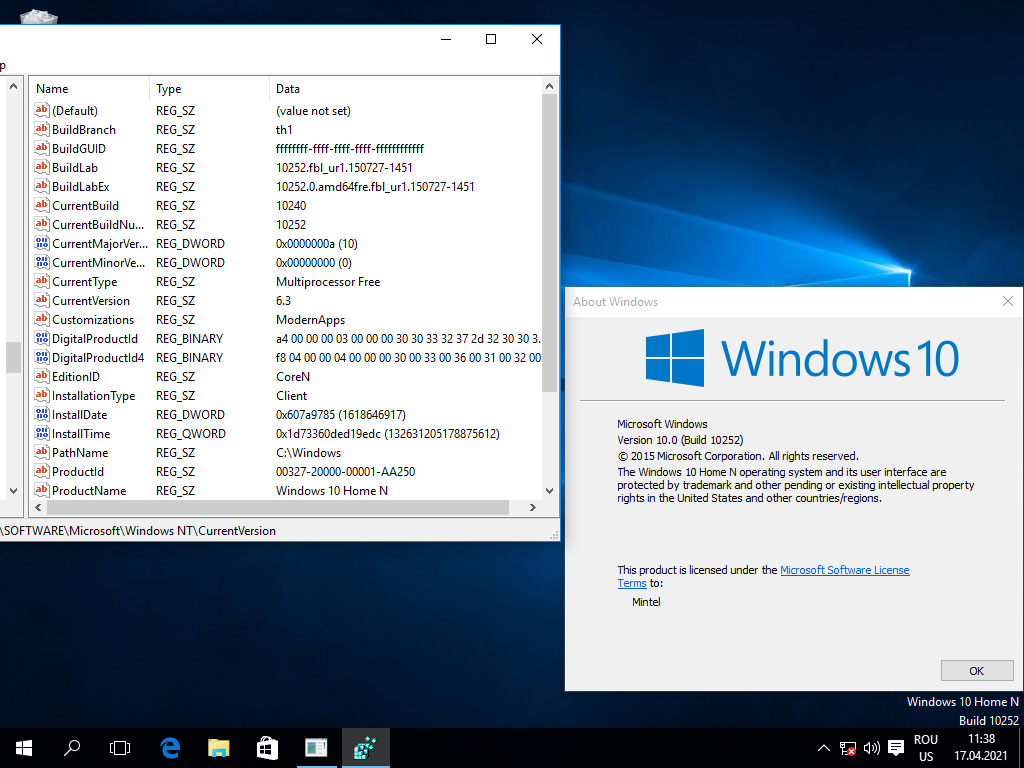 p
Name Type Data
(Default) REG_SZ (value not set)
BuildBranch REG_SZ th1
BuildGUID REG_SZ ffffffff-ffff-ffff-ffff-ffffffffffff
BuildLab REG_SZ 10252.fbl_ur1.150727-1451
BuildLabEx REG_SZ 10252.0.amd64fre.fbl_ur1.150727-1451
CurrentBuild REG_SZ 10240
CurrentBuildNu... REG_SZ 10252
CurrentMajorVer... REG_DWORD 0x0000000a (10)
CurrentMinorVe... REG_DWORD 0x00000000 (0)
CurrentType REG_SZ Multiprocessor Free
CurrentVersion REG_SZ 6.3
Customizations REG_SZ ModernApps
DigitalProductId REG_BINARY a4 00 00 00 03 00 00 00 30 30 33 32 37 2d 32 30 30 3.
DigitalProductId4 REG_BINARY f8 04 00 00 04 00 00 00 30 00 33 00 36 00 31 00 32 00
EditionID REG_SZ CoreN
InstallationType REG_SZ Client
InstallDate REG_DWORD 0x607a9785 (1618646917)
InstallTime REG_QWORD 0x1d73360ded19edc (132631205178875612)
PathName REG_SZ C:\Windows
ProductId REG_SZ 00327-20000-00001-AA250
ProductName REG_SZ Windows 10 Home N
\SOFTWARE\Microsoft\Windows NT\CurrentVersion
About Windows
Windows 10
Microsoft Windows
Version 10.0 (Build 10252)
© 2015 Microsoft Corporation. All rights reserved.
The Windows 10 Home N operating system and its user interface are
protected by trademark and other pending or existing intellectual property
rights in the United States and other countries/regions.
This product is licensed under the Microsoft Software License
Terms to:
Mintel
OK
Windows 10 Home N
Build 10252
ROU
US
11:38
17.04.2021